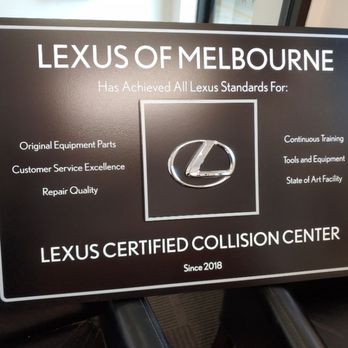 LEXUS OF MELBOURNE
Has Achieved All Lexus Standards For:
Original Equipment Parts
Customer Service Excellence
Repair Quality
Continuous Training
Tools and Equipment
State of Art Facility
LEXUS CERTIFIED COLLISION CENTER
Since 2018